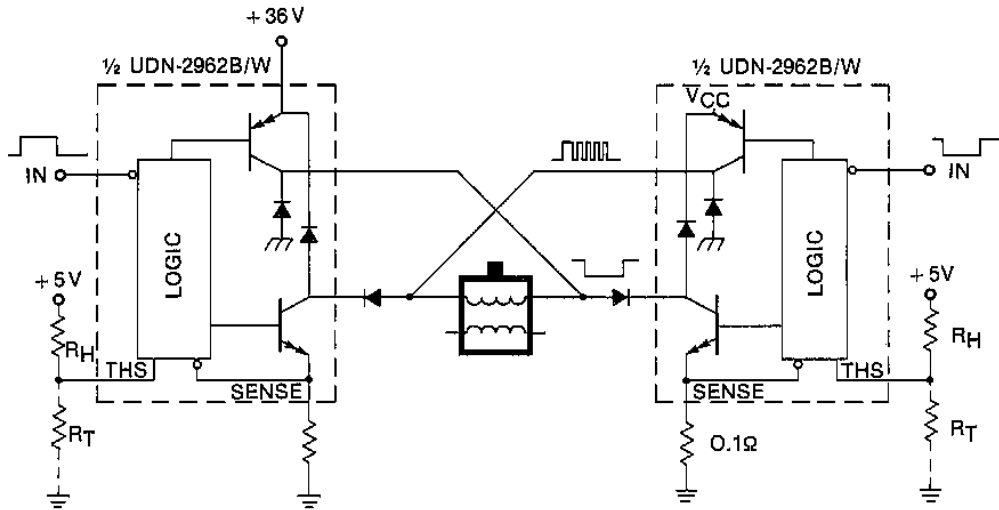 +36V
½ UDN-2962B/W
½ UDN-2962B/W
VCC
IN
IN
LOGIC
LOGIC
+5V
+5V
RH
RH
THS
THS
SENSE
SENSE
RT
RT
0.1Ω